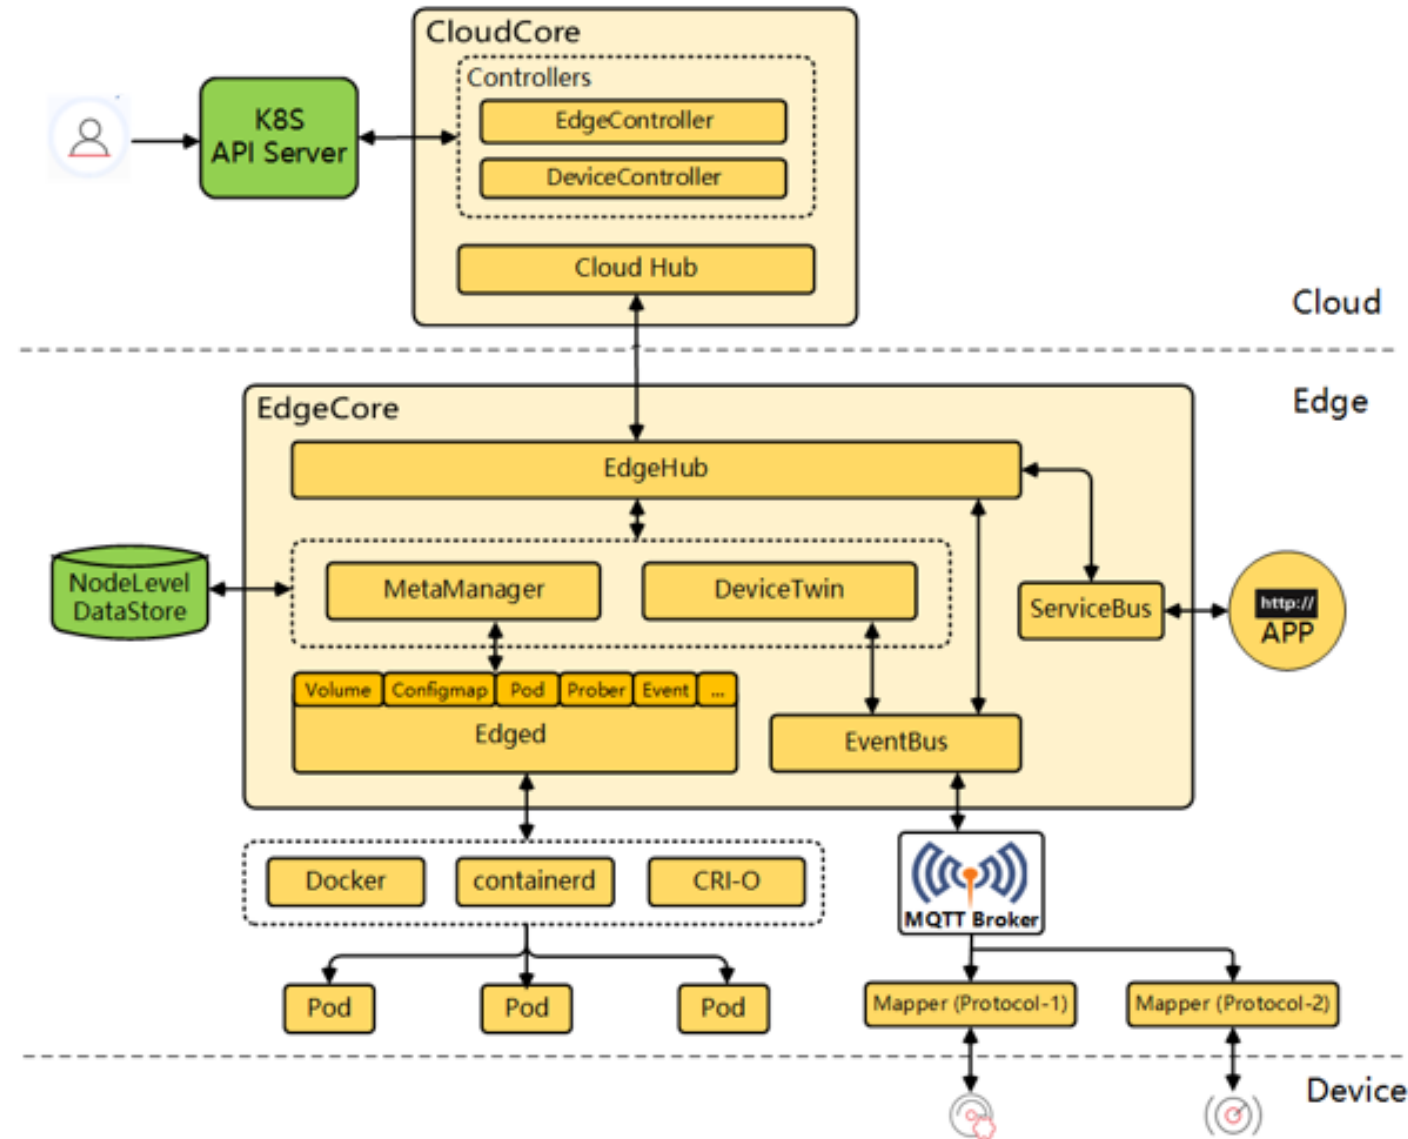 CloudCore
Controllers
EdgeController
DeviceController
K8S
API Server
Cloud Hub
Cloud
Edge
EdgeCore
EdgeHub
NodeLevel
DataStore
MetaManager
DeviceTwin
ServiceBus
http://
APP
Volume
Configmap
Pod
Prober
Event
...
Edged
EventBus
Docker
containerd
CRI-O
MQTT Broker
Pod
Pod
Pod
Mapper (Protocol-1)
Mapper (Protocol-2)
Device